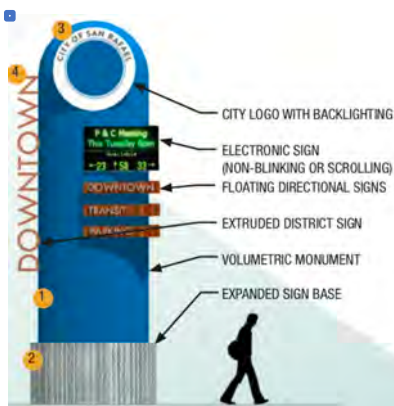 3
CITY OF SAN RAFAEL
4
DOWNTOWN
CITY LOGO WITH BACKLIGHTING
P & C Meeting
This Tuesday 6pm
Available
←23 ↑58 33→
ELECTRONIC SIGN
(NON-BLINKING OR SCROLLING)
DOWNTOWN
FLOATING DIRECTIONAL SIGNS
TRANSIT
PARKING
EXTRUDED DISTRICT SIGN
VOLUMETRIC MONUMENT
1
EXPANDED SIGN BASE
2